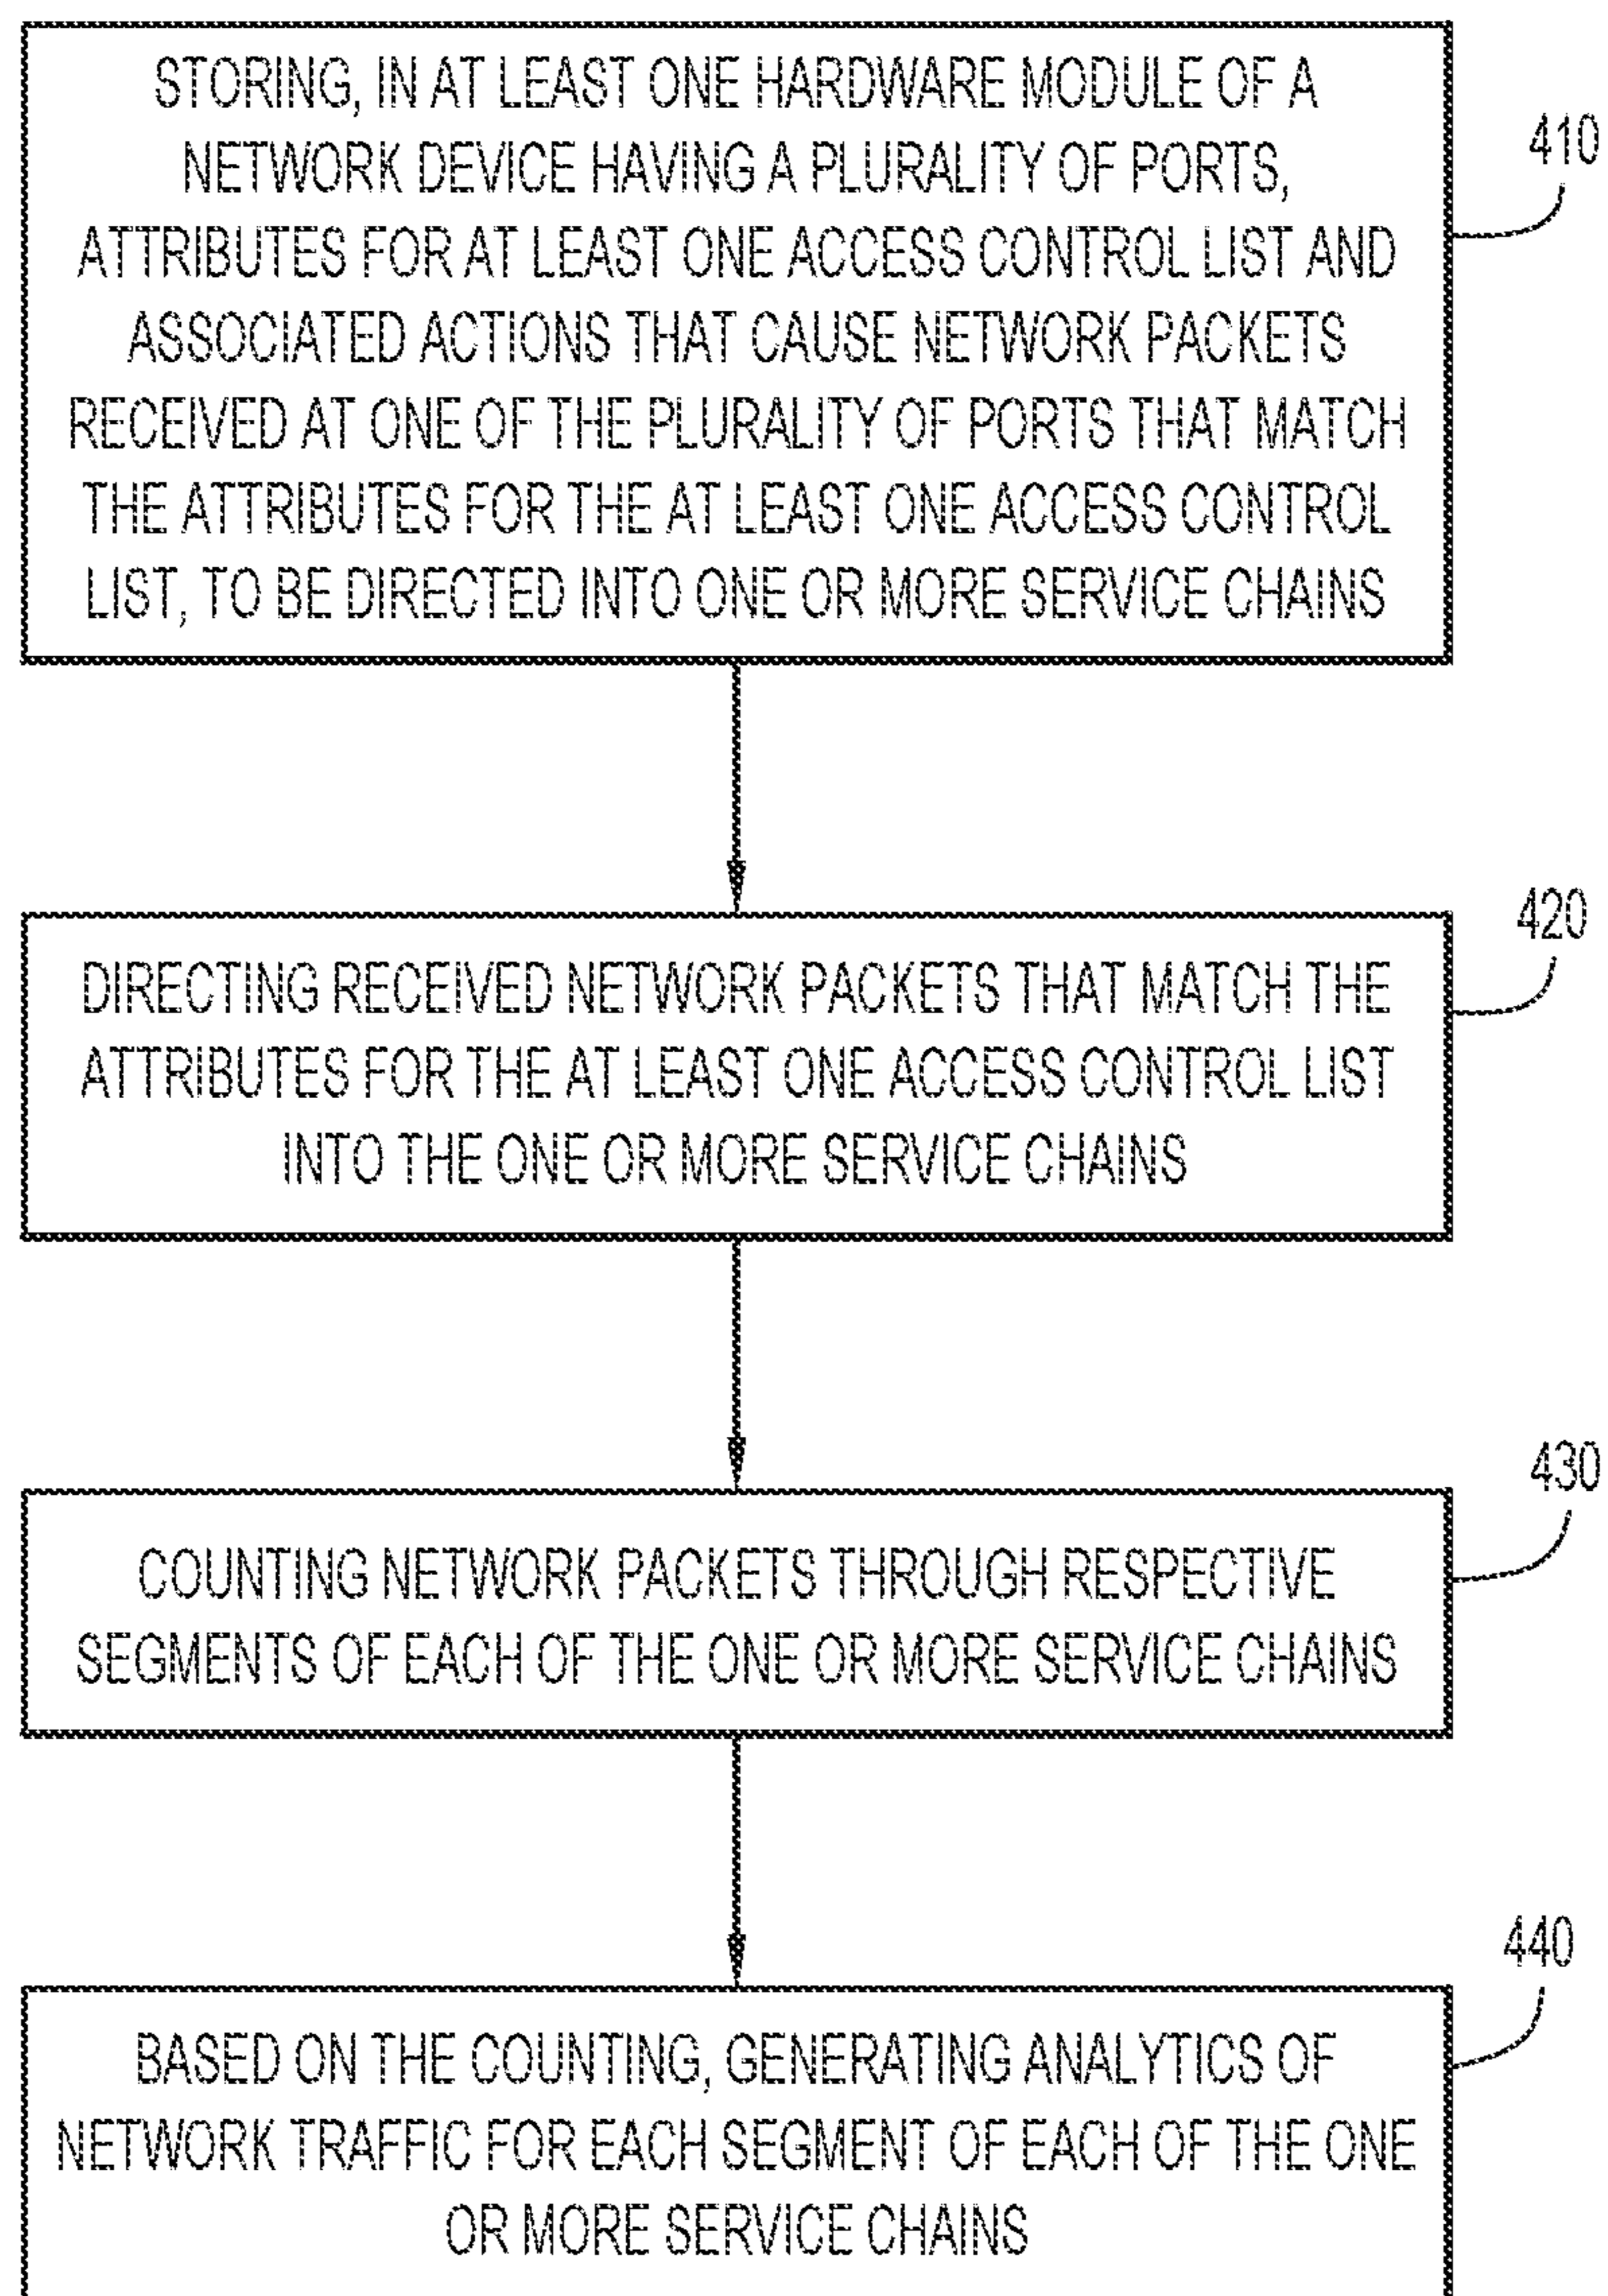 STORING, IN AT LEAST ONE HARDWARE MODULE OF A
NETWORK DEVICE HAVING A PLURALITY OF PORTS,
ATTRIBUTES FOR AT LEAST ONE ACCESS CONTROL LIST AND
ASSOCIATED ACTIONS THAT CAUSE NETWORK PACKETS
RECEIVED AT ONE OF THE PLURALITY OF PORTS THAT MATCH
THE ATTRIBUTES FOR THE AT LEAST ONE ACCESS CONTROL
LIST, TO BE DIRECTED INTO ONE OR MORE SERVICE CHAINS
410
DIRECTING RECEIVED NETWORK PACKETS THAT MATCH THE
ATTRIBUTES FOR THE AT LEAST ONE ACCESS CONTROL LIST
INTO THE ONE OR MORE SERVICE CHAINS
420
COUNTING NETWORK PACKETS THROUGH RESPECTIVE
SEGMENTS OF EACH OF THE ONE OR MORE SERVICE CHAINS
430
BASED ON THE COUNTING, GENERATING ANALYTICS OF
NETWORK TRAFFIC FOR EACH SEGMENT OF EACH OF THE ONE
OR MORE SERVICE CHAINS
440